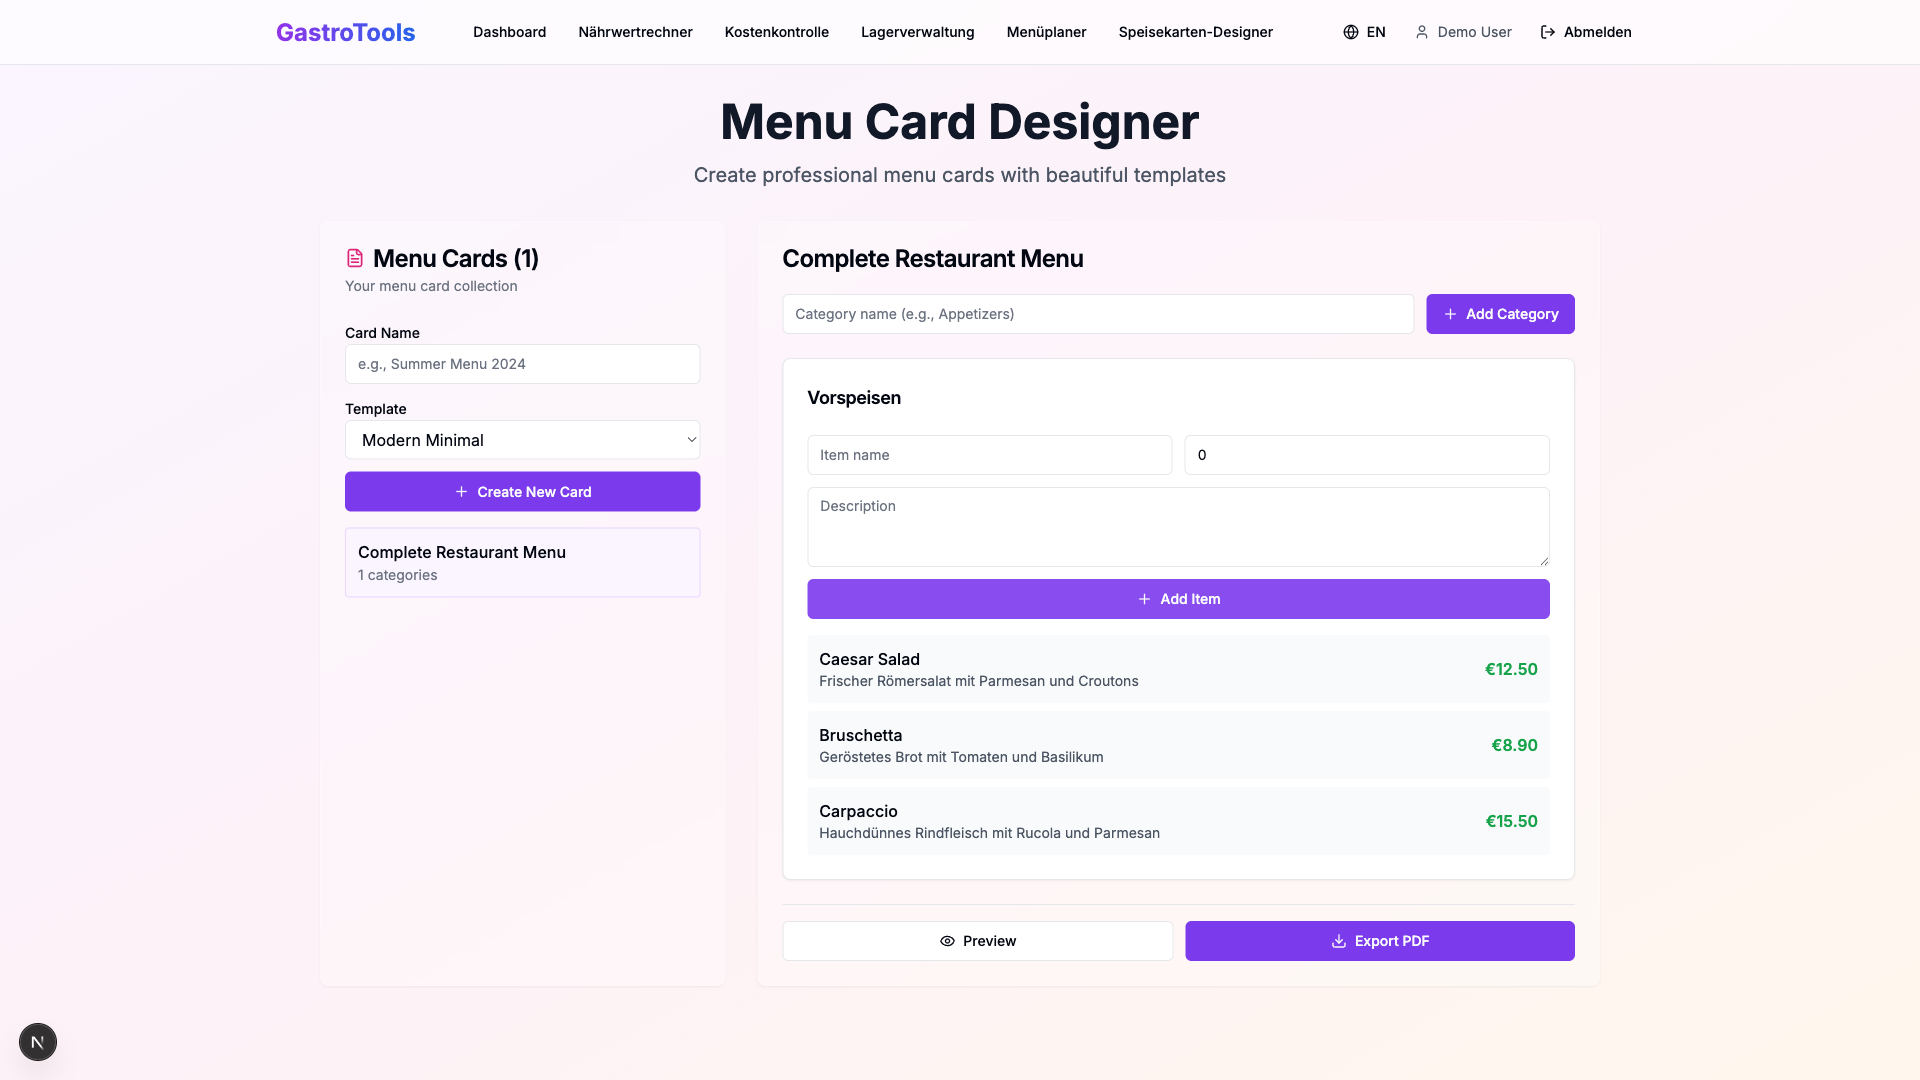 GastroTools
Dashboard
Nährwertrechner
Kostenkontrolle
Lagerverwaltung
Menüplaner
Speisekarten-Designer
EN
Demo User
Abmelden
Menu Card Designer
Create professional menu cards with beautiful templates
Menu Cards (1)
Your menu card collection
Card Name
e.g., Summer Menu 2024
Template
Modern Minimal
Create New Card
Complete Restaurant Menu
1 categories
Complete Restaurant Menu
Category name (e.g., Appetizers)
Add Category
Vorspeisen
Item name
0
Description
Add Item
Caesar Salad
Frischer Römersalat mit Parmesan und Croutons
€12.50
Bruschetta
Geröstetes Brot mit Tomaten und Basilikum
€8.90
Carpaccio
Hauchdünnes Rindfleisch mit Rucola und Parmesan
€15.50
Preview
Export PDF
N